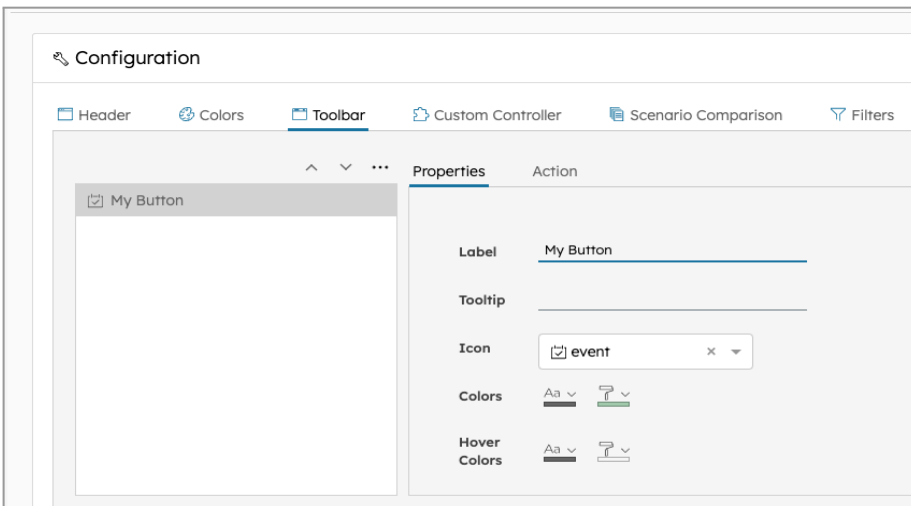 Configuration
Header Colors Toolbar Custom Controller Scenario Comparison Filters
Properties Action
My Button
Label My Button
Tooltip
Icon event
Colors Aa
Hover
Colors Aa